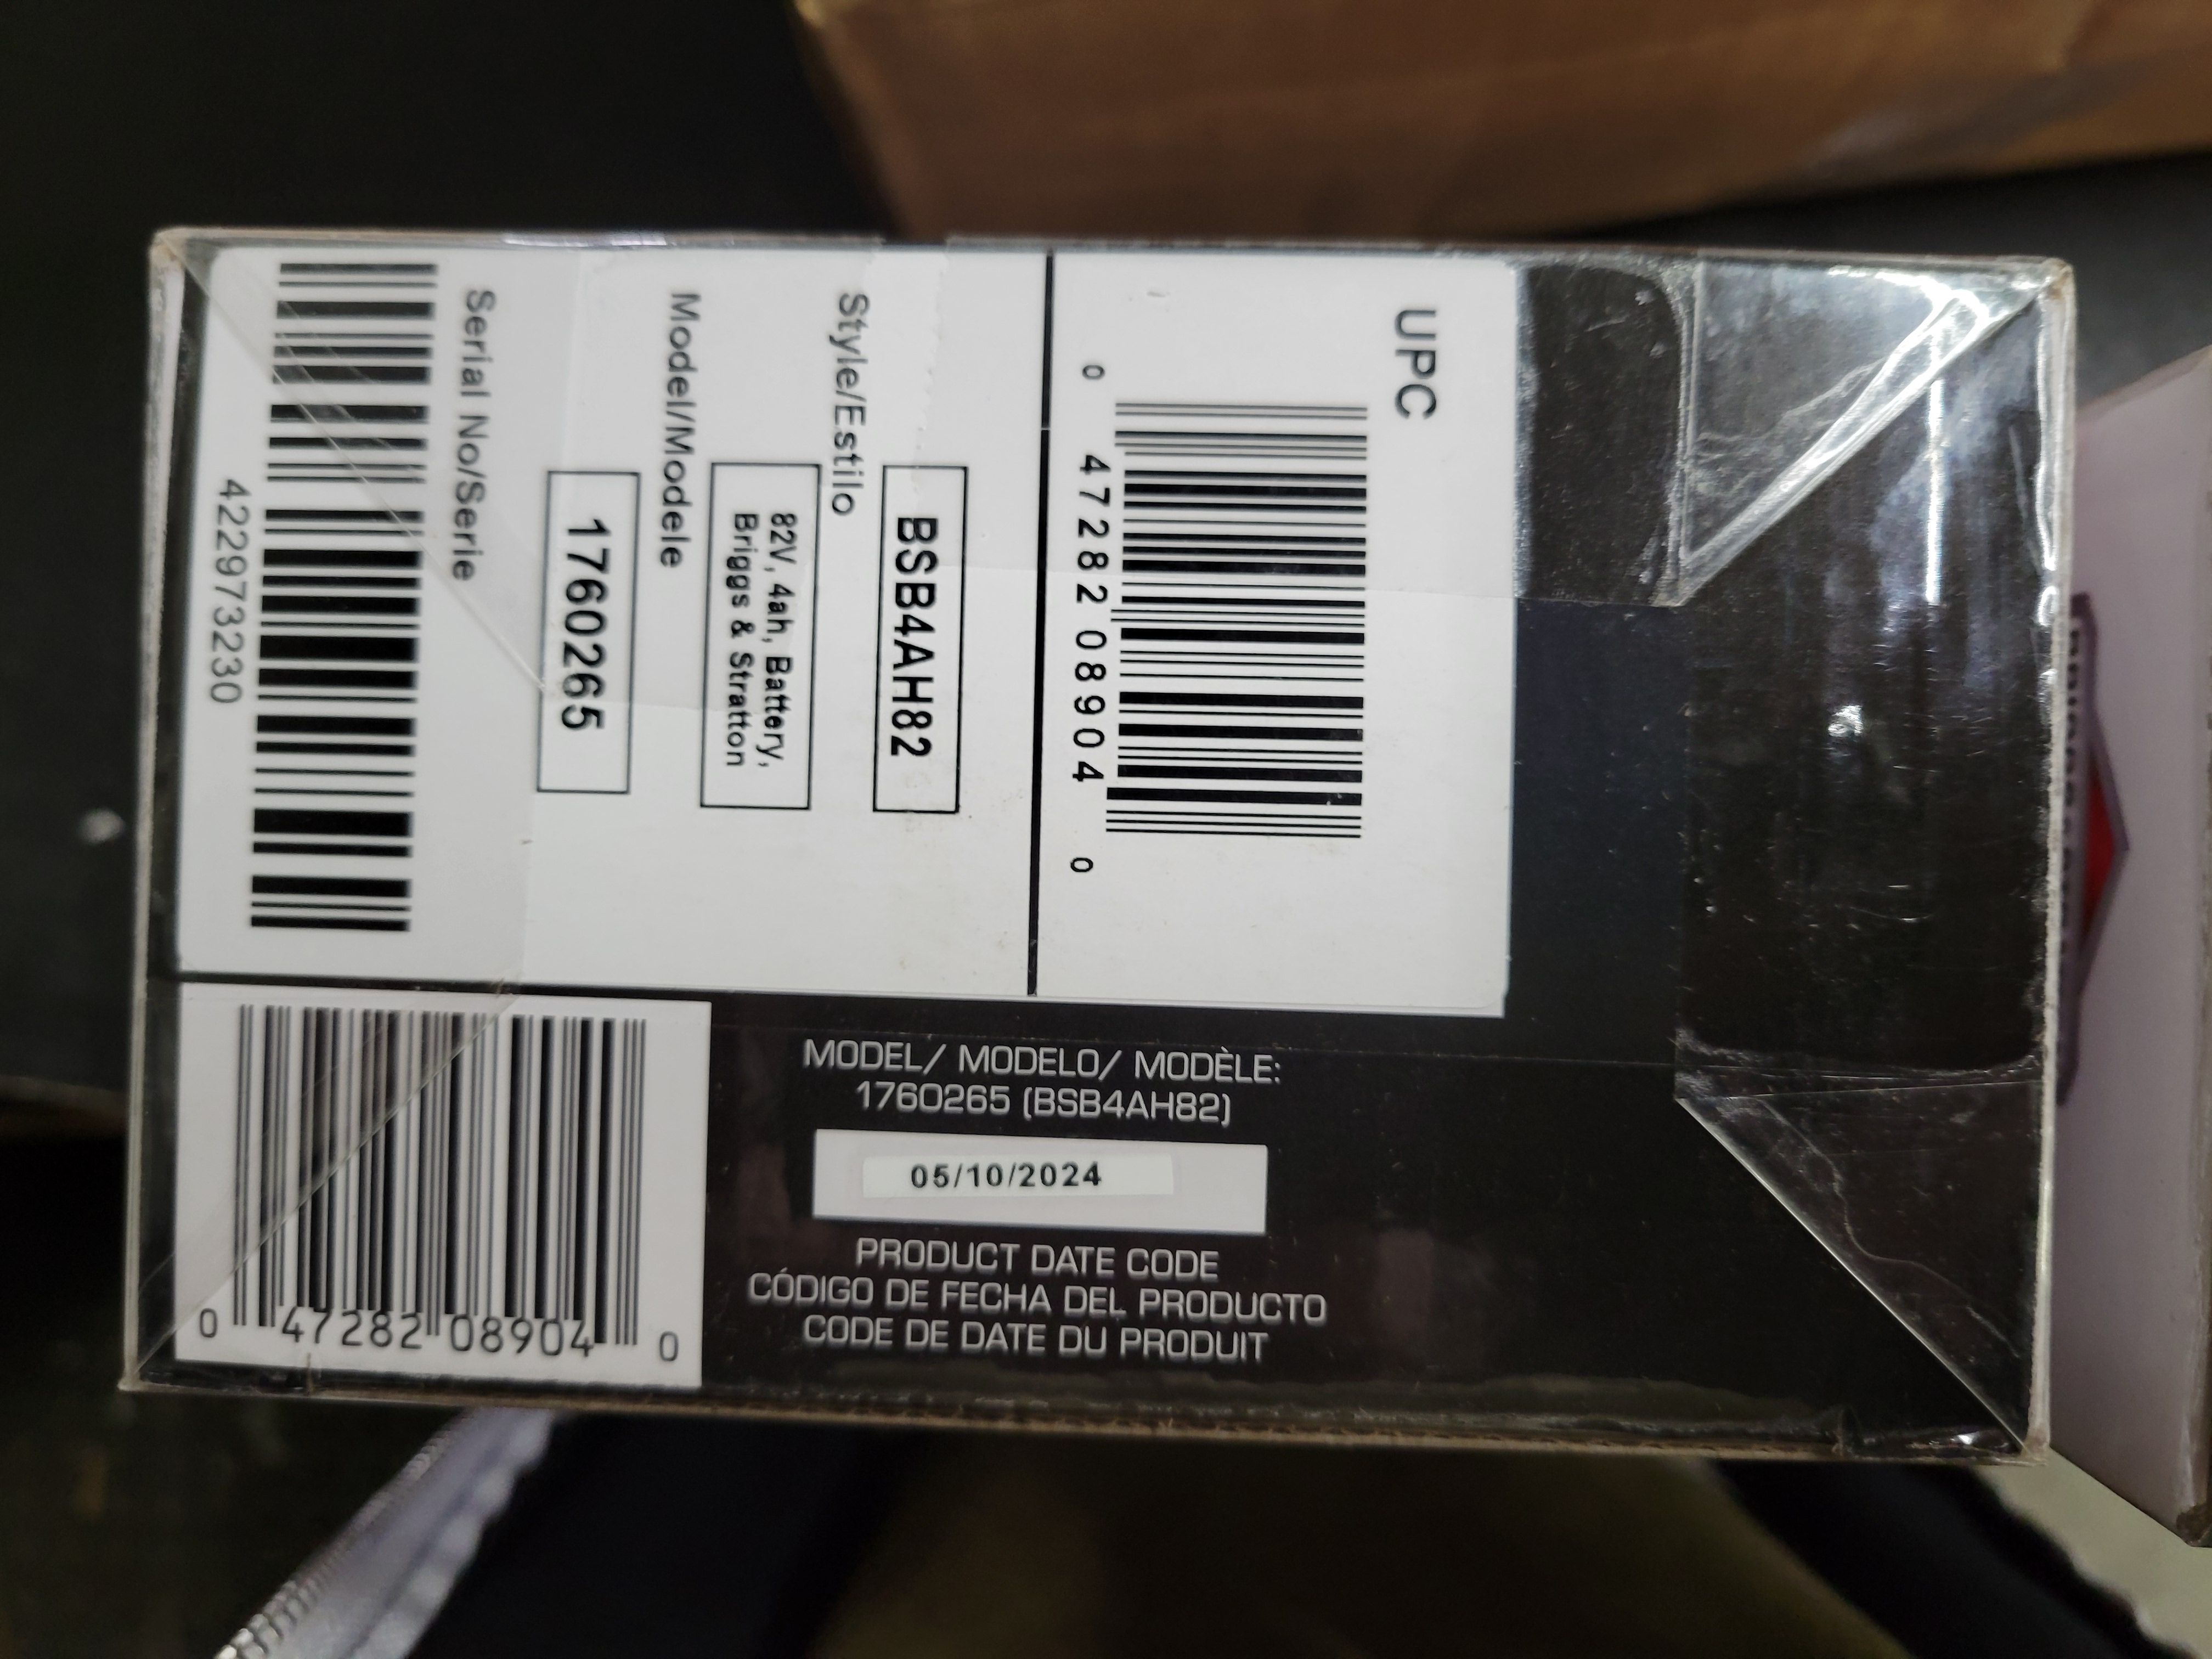 UPC
0 47282 08904 0
Style/Estilo
BSB4AH82
82V, 4ah, Battery,
Briggs & Stratton
Model/Modele
1760265
Serial No/Serie
422973230
MODEL/ MODELO/ MODÈLE:
1760265 (BSB4AH82)
05/10/2024
PRODUCT DATE CODE
CÓDIGO DE FECHA DEL PRODUCTO
CODE DE DATE DU PRODUIT
0 47282 08904 0